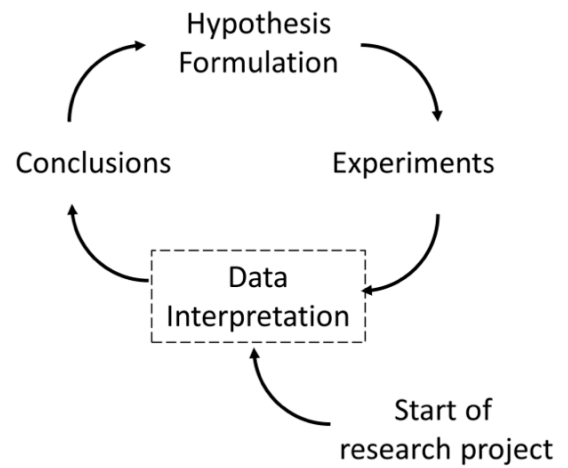 Hypothesis
Formulation
Conclusions
Experiments
Data
Interpretation
Start of
research project